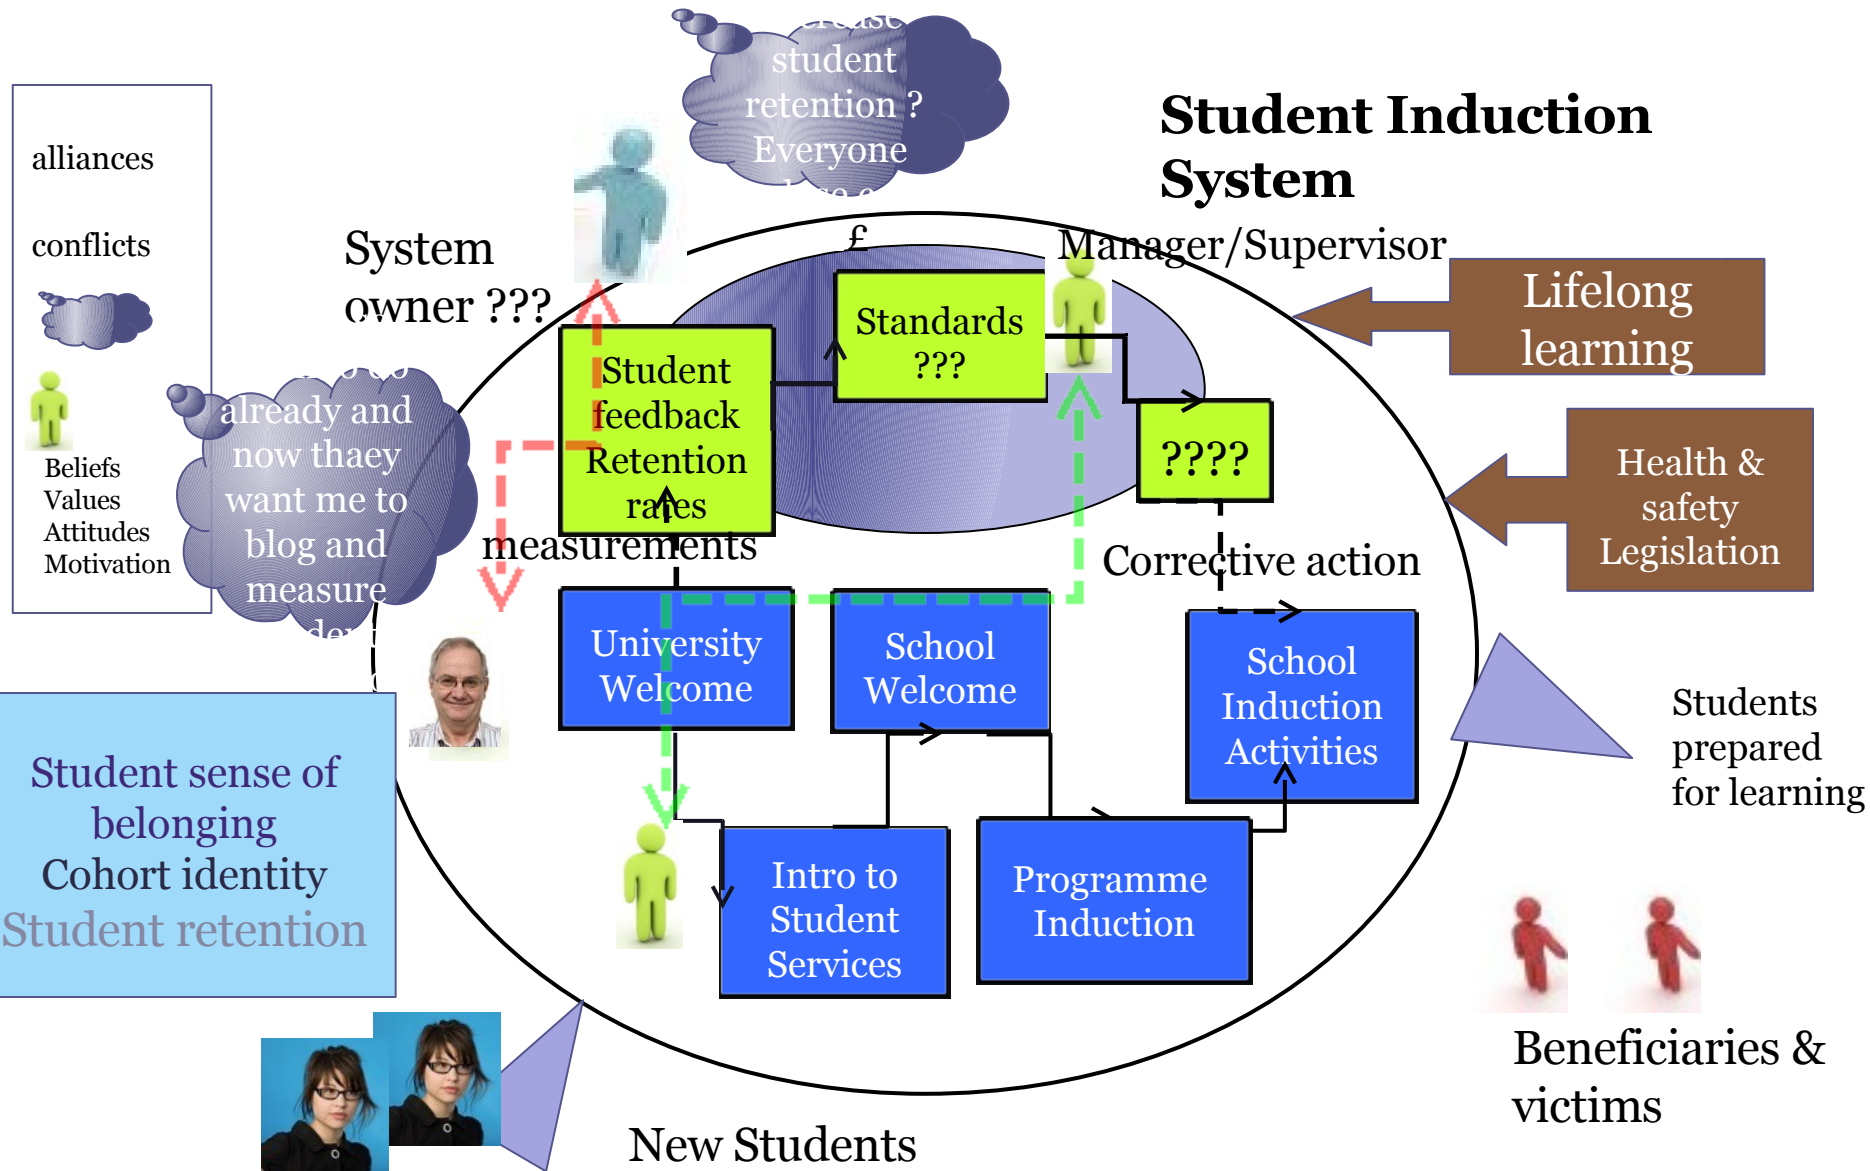 student
retention ?
Everyone
Student Induction
System
alliances
conflicts
Beliefs
Values
Attitudes
Motivation
System
owner ???
£
Manager/Supervisor
Lifelong
learning
Standards
???
Student
feedback
Retention
rates
????
already and
now thaey
want me to
blog and
measure
Health &
safety
Legislation
measurements
Corrective action
University
Welcome
School
Welcome
School
Induction
Activities
Students
prepared
for learning
Student sense of
belonging
Cohort identity
Student retention
Intro to
Student
Services
Programme
Induction
Beneficiaries &
victims
New Students